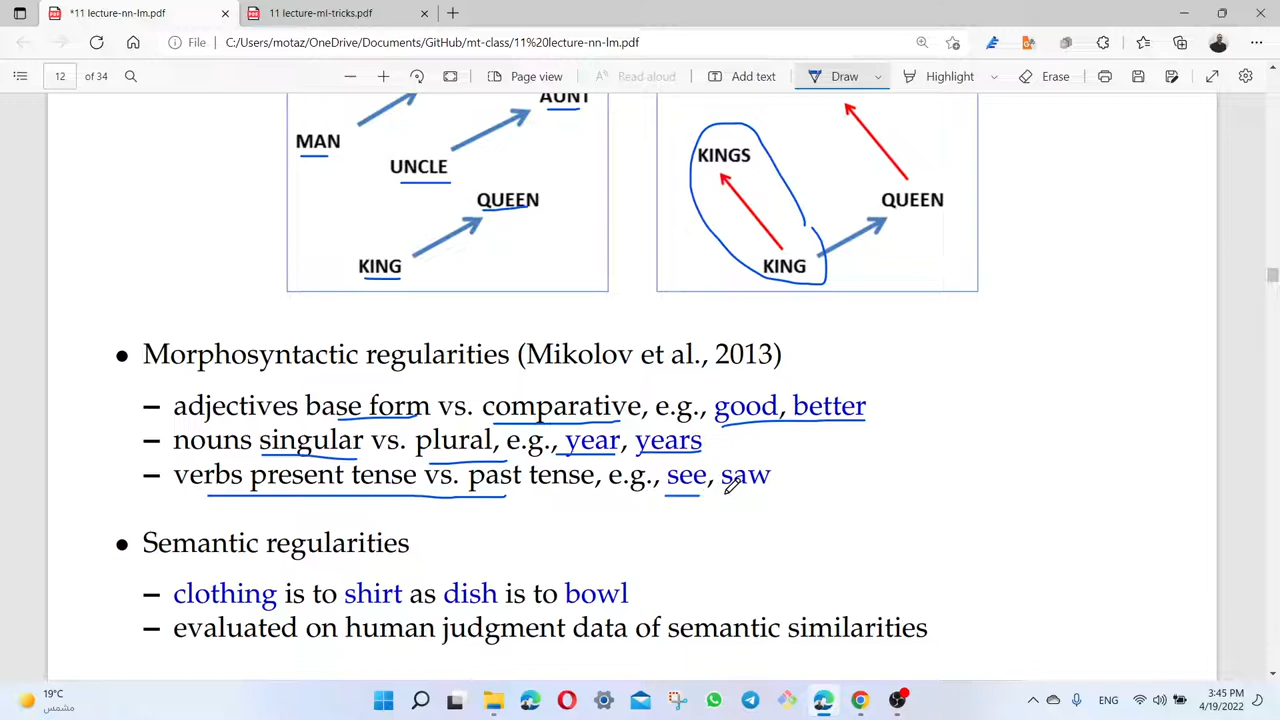 *11 lecture-nn-lm.pdf
11 lecture-ml-tricks.pdf
File C:/Users/motaz/OneDrive/Documents/GitHub/mt-class/11%20lecture-nn-lm.pdf
12 of 34
Page view
Read aloud
Add text
Draw
Highlight
Erase
AUNT
MAN
UNCLE
QUEEN
KING
KINGS
QUEEN
KING
• Morphosyntactic regularities (Mikolov et al., 2013)
– adjectives base form vs. comparative, e.g., good, better
– nouns singular vs. plural, e.g., year, years
– verbs present tense vs. past tense, e.g., see, saw
• Semantic regularities
– clothing is to shirt as dish is to bowl
– evaluated on human judgment data of semantic similarities
19°C
مشمس
ENG
3:45 PM
4/19/2022